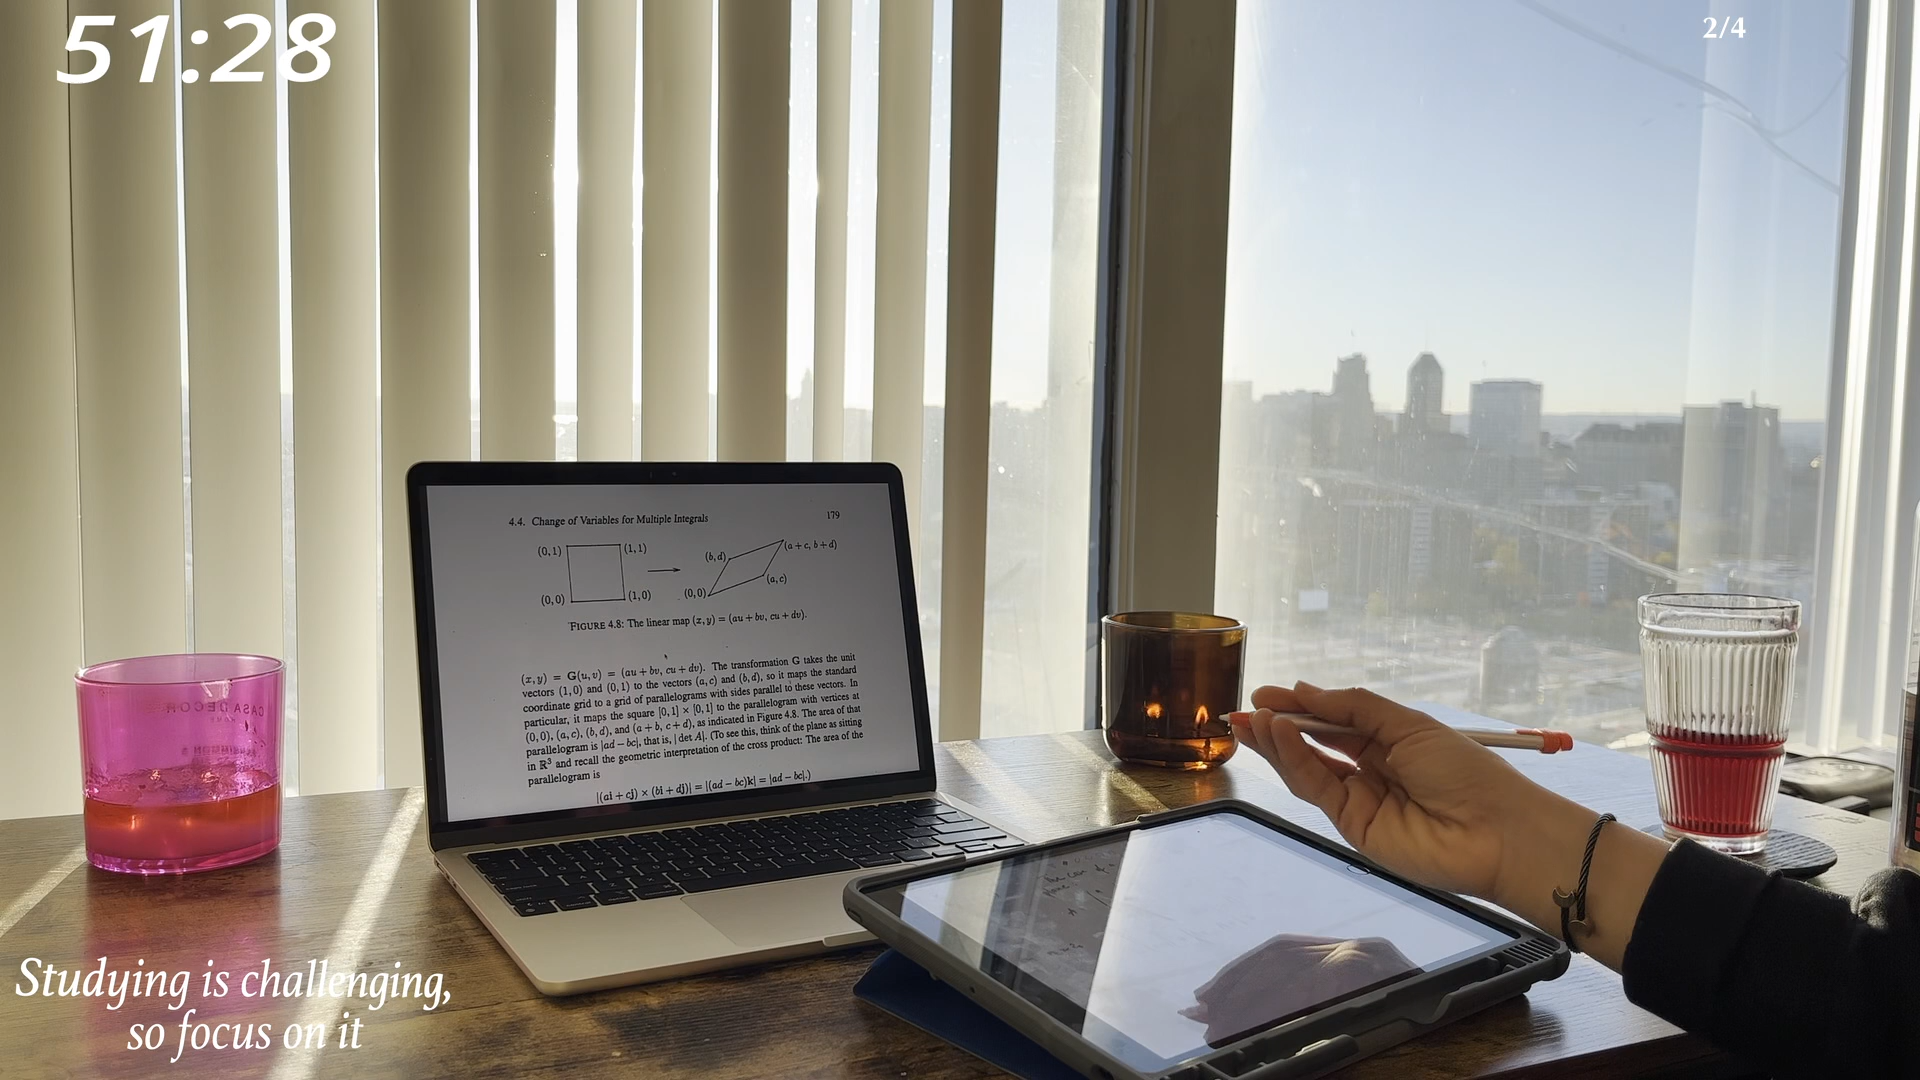 51:28
2/4
4.4. Change of Variables for Multiple Integrals 179
(0,1) (1,1) (b,d) (a+c, b+d)
(a,c)
(0,0) (1,0) (0,0)
FIGURE 4.8: The linear map (x, y) = (au + bv, cu + dv).
(x, y) = G(u, v) = (au + bv, cu + dv). The transformation G takes the unit
vectors (1, 0) and (0, 1) to the vectors (a, c) and (b, d), so it maps the standard
coordinate grid to a grid of parallelograms with sides parallel to these vectors. In
particular, it maps the square [0, 1] × [0, 1] to the parallelogram with vertices at
(0, 0), (a, c), (b, d), and (a + b, c + d), as indicated in Figure 4.8. The area of that
parallelogram is |ad − bc|, that is, | det A|. (To see this, think of the plane as sitting
in ℝ³ and recall the geometric interpretation of the cross product: The area of the
parallelogram is
|(ai + cj) × (bi + dj)| = |(ad − bc)k| = |ad − bc|.)
CASA DECOR
Studying is challenging,
so focus on it